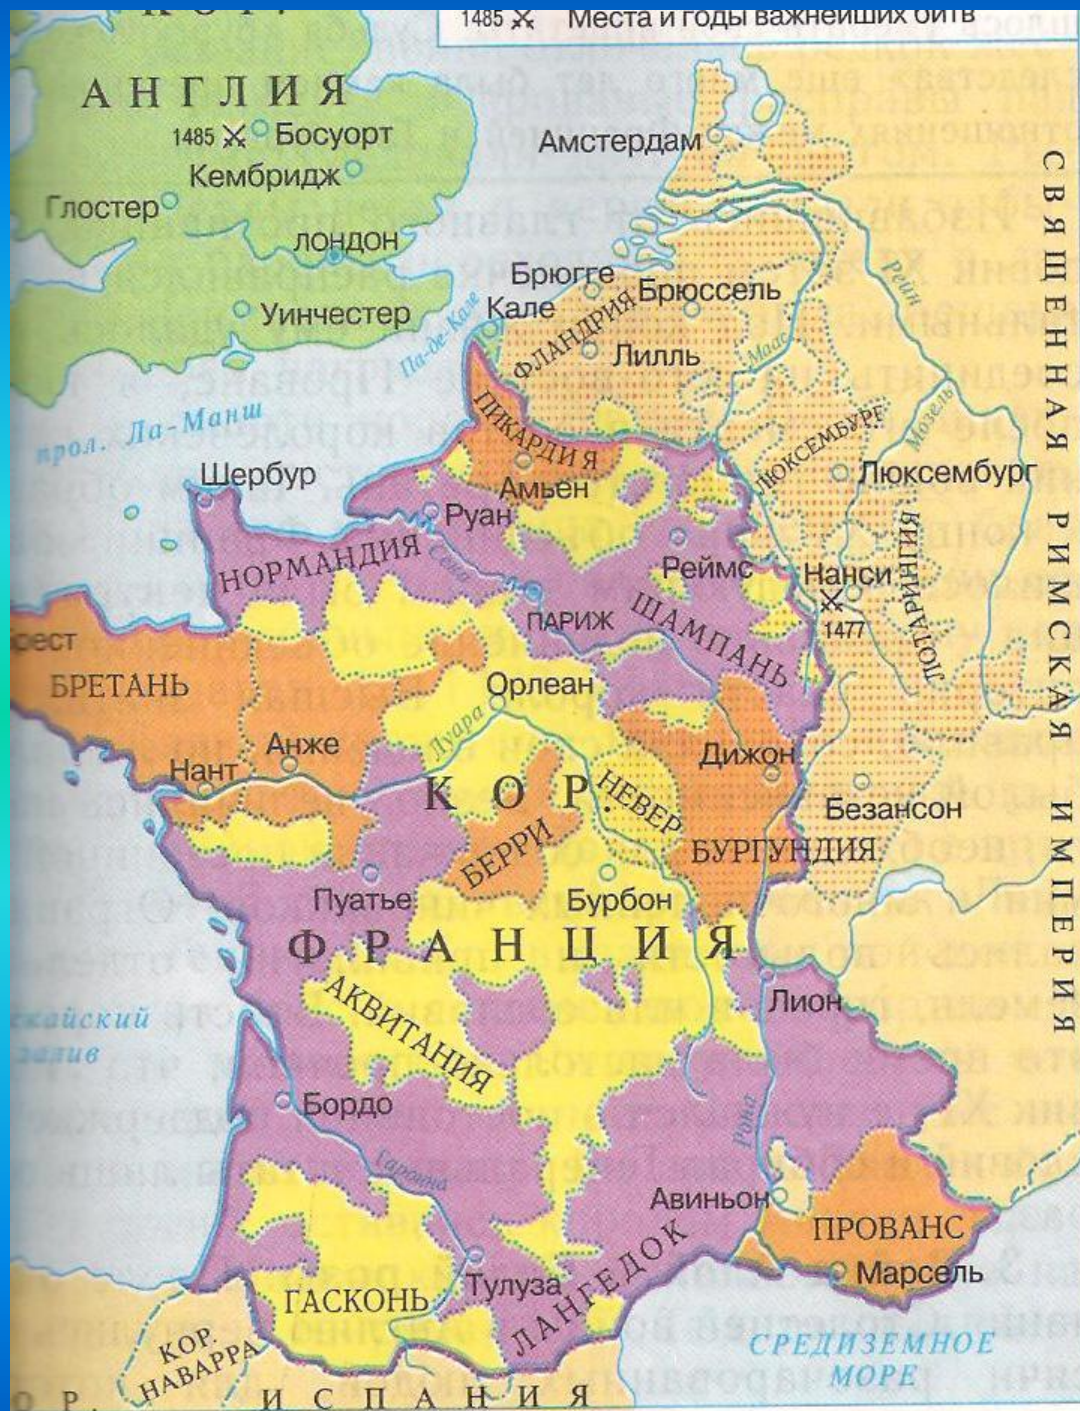 К О Р.
1485 Места и годы важнейших битв
АНГЛИЯ
1485 Босуорт
Кембридж
Глостер
ЛОНДОН
Уинчестер
Амстердам
Брюгге
Брюссель
Кале
Па-де-Кале
ФЛАНДРИЯ
Лилль
Рейн
Маас
Мозель
прол. Ла-Манш
ПИКАРДИЯ
ЛЮКСЕМБУРГ
Люксембург
Шербур
Амьен
Руан
НОРМАНДИЯ
Сена
Реймс
Нанси
1477
ЛОТАРИНГИЯ
ПАРИЖ
ШАМПАНЬ
рест
БРЕТАНЬ
Орлеан
Луара
Анже
Нант
Дижон
КОР.
НЕВЕР
Безансон
БЕРРИ
БУРГУНДИЯ
Пуатье
Бурбон
ФРАНЦИЯ
СВЯЩЕННАЯ РИМСКАЯ ИМПЕРИЯ
АКВИТАНИЯ
Лион
скайский
залив
Бордо
Рона
Гаронна
Авиньон
ПРОВАНС
Тулуза
Марсель
ГАСКОНЬ
ЛАНГЕДОК
КОР.
НАВАРРА
СРЕДИЗЕМНОЕ
МОРЕ
О Р. ИСПАНИЯ